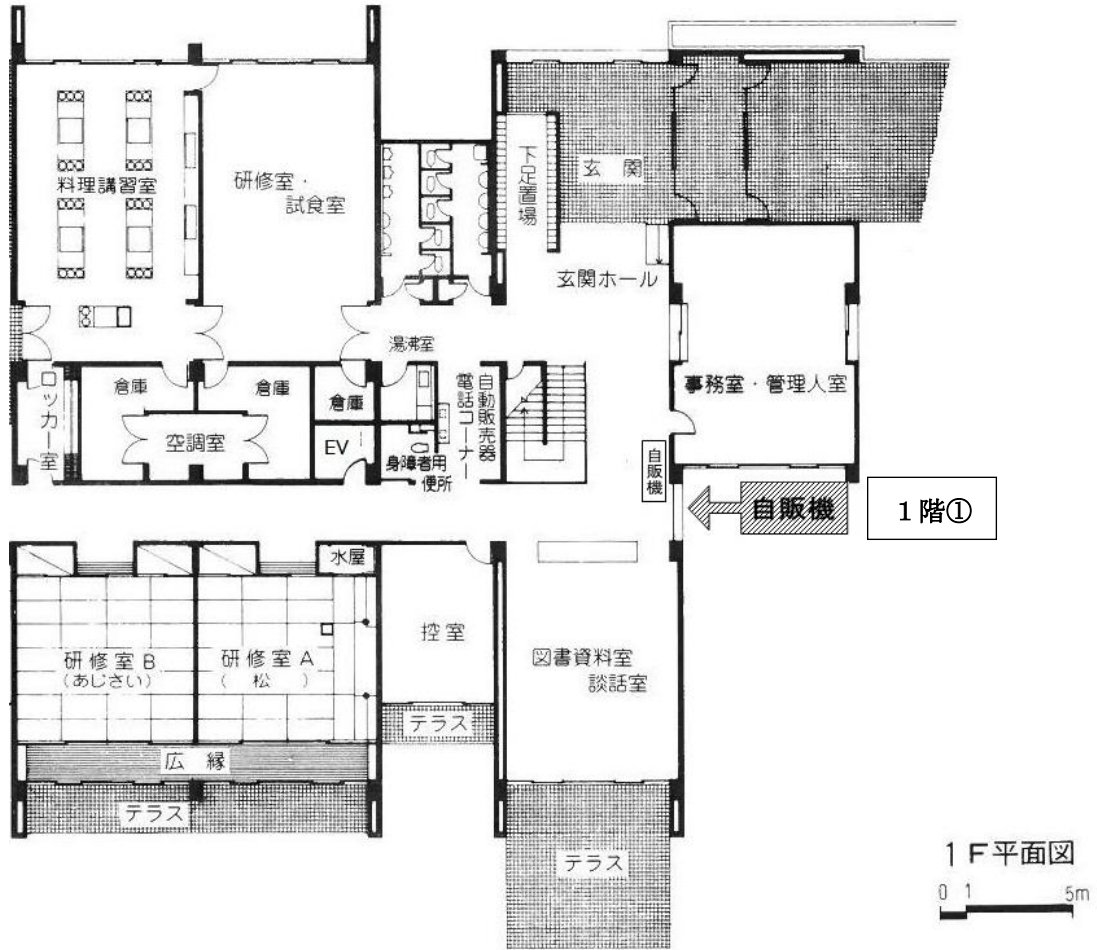 料理講習室
研修室・
試食室
下足置場
玄関
玄関ホール
湯沸室
事務室・管理人室
ロッカー室
倉庫
倉庫
倉庫
空調室
EV
身障者用
便所
自動販売器
電話コーナー
自販機
自販機
1階①
水屋
研修室B
(あじさい)
研修室A
(松)
控室
図書資料室
談話室
テラス
広縁
テラス
テラス
1F平面図
0 1 5m